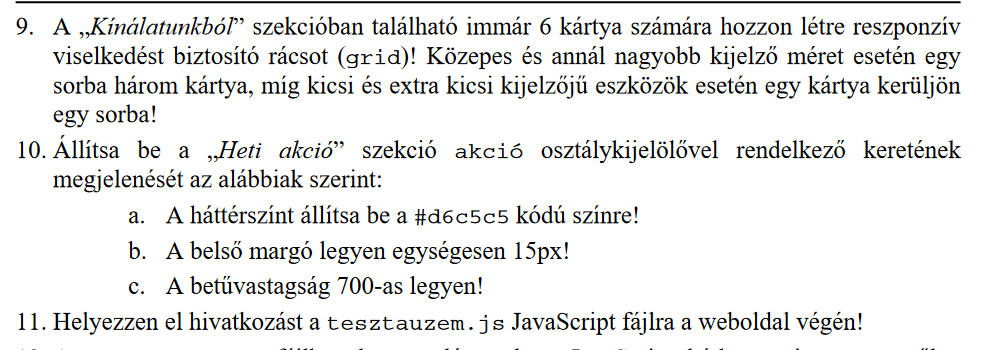 9. A „Kínálatunkból” szekcióban található immár 6 kártya számára hozzon létre reszponzív
viselkedést biztosító rácsot (grid)! Közepes és annál nagyobb kijelző méret esetén egy
sorba három kártya, míg kicsi és extra kicsi kijelzőjű eszközök esetén egy kártya kerüljön
egy sorba!
10. Állítsa be a „Heti akció” szekció akció osztálykijelölővel rendelkező keretének
megjelenését az alábbiak szerint:
a. A háttérszínt állítsa be a #d6c5c5 kódú színre!
b. A belső margó legyen egységesen 15px!
c. A betűvastagság 700-as legyen!
11. Helyezzen el hivatkozást a tesztauzem.js JavaScript fájlra a weboldal végén!